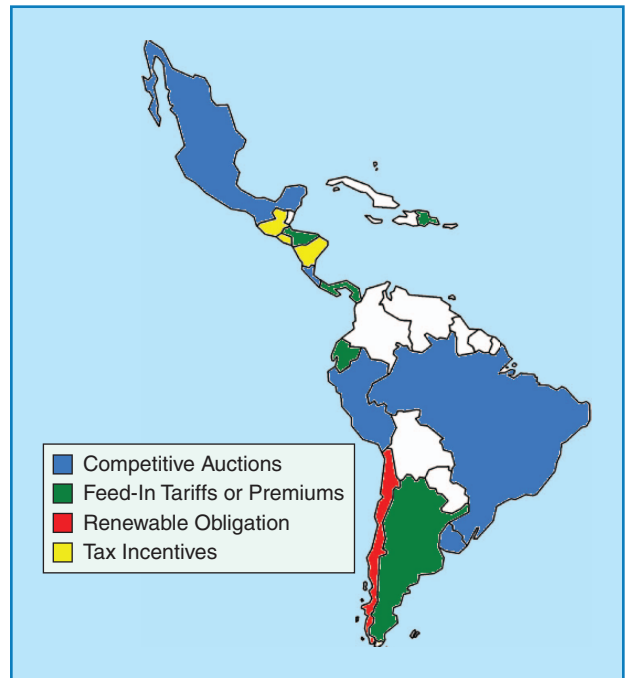 Competitive Auctions
Feed-In Tariffs or Premiums
Renewable Obligation
Tax Incentives